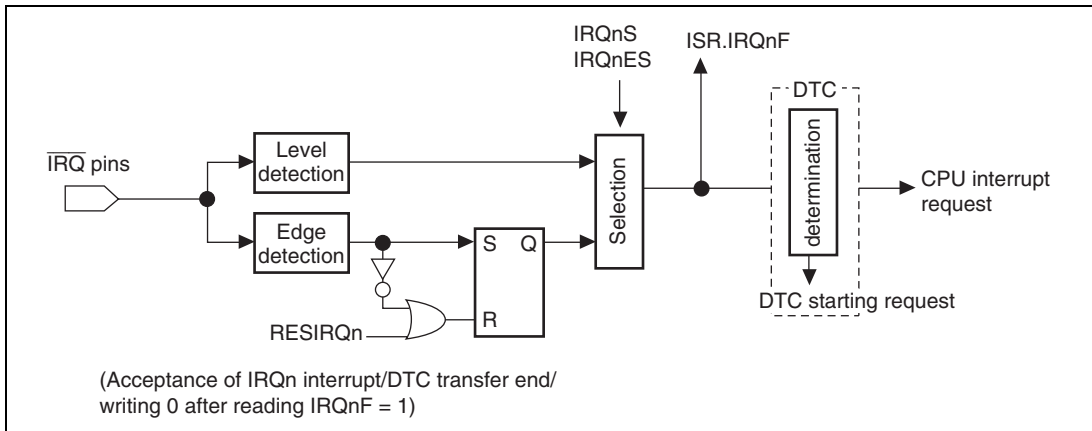 IRQnS
IRQnES
ISR.IRQnF
DTC
IRQ pins
Level
detection
Selection
determination
CPU interrupt
request
Edge
detection
S Q
R
DTC starting request
RESIRQn
(Acceptance of IRQn interrupt/DTC transfer end/
writing 0 after reading IRQnF = 1)